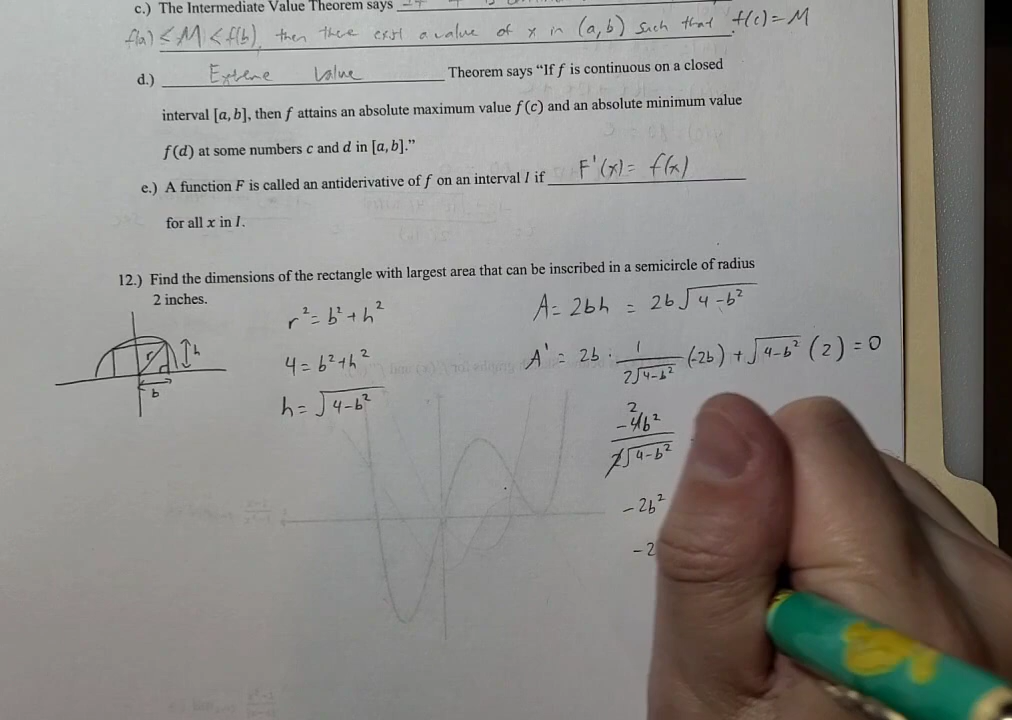 c.) The Intermediate Value Theorem says
f(a) ≤ M ≤ f(b), then there exist a value of x in (a,b) such that f(c)=M
d.) Extreme Value Theorem says “If f is continuous on a closed
interval [a, b], then f attains an absolute maximum value f(c) and an absolute minimum value
f(d) at some numbers c and d in [a, b].”
e.) A function F is called an antiderivative of f on an interval I if F'(x) = f(x)
for all x in I.
12.) Find the dimensions of the rectangle with largest area that can be inscribed in a semicircle of radius
2 inches.
r
h
b
r² = b² + h²
4 = b² + h²
h = √(4-b²)
A = 2bh = 2b√(4-b²)
A' = 2b · 1/(2√(4-b²)) (-2b) + √(4-b²) (2) = 0
2
-4b²
2√(4-b²)
-2b²
-2